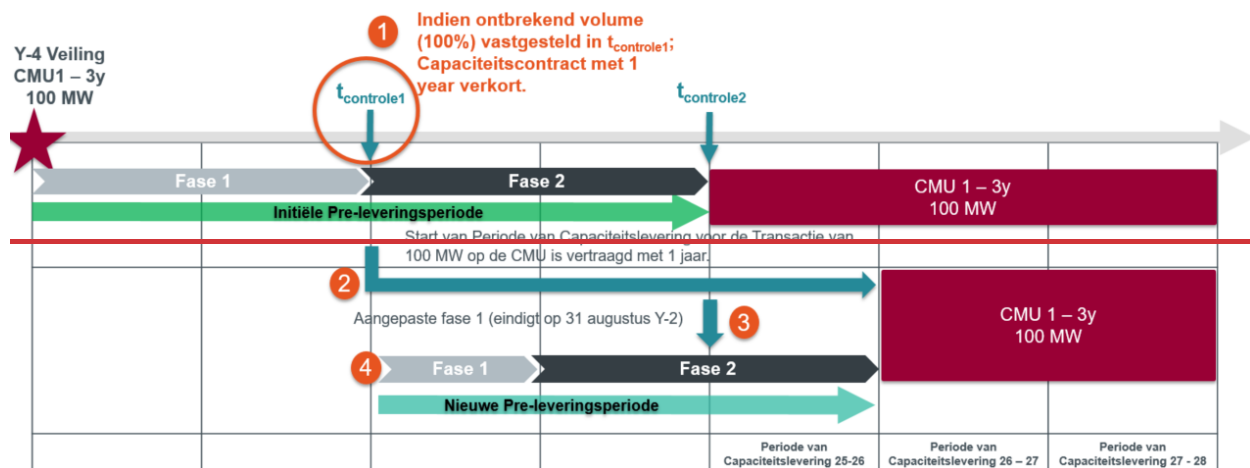 1
Indien ontbrekend volume
(100%) vastgesteld in tcontrole1;
Capaciteitscontract met 1
year verkort.
Y-4 Veiling
CMU1 – 3y
100 MW
tcontrole1
tcontrole2
Fase 1
Fase 2
CMU 1 – 3y
100 MW
Initiële Pre-leveringsperiode
Start van Periode van Capaciteitslevering voor de Transactie van
100 MW op de CMU is vertraagd met 1 jaar.
2
Aangepaste fase 1 (eindigt op 31 augustus Y-2)
3
CMU 1 – 3y
100 MW
4
Fase 1
Fase 2
Nieuwe Pre-leveringsperiode
Periode van
Capaciteitslevering 25-26
Periode van
Capaciteitslevering 26 – 27
Periode van
Capaciteitslevering 27 - 28